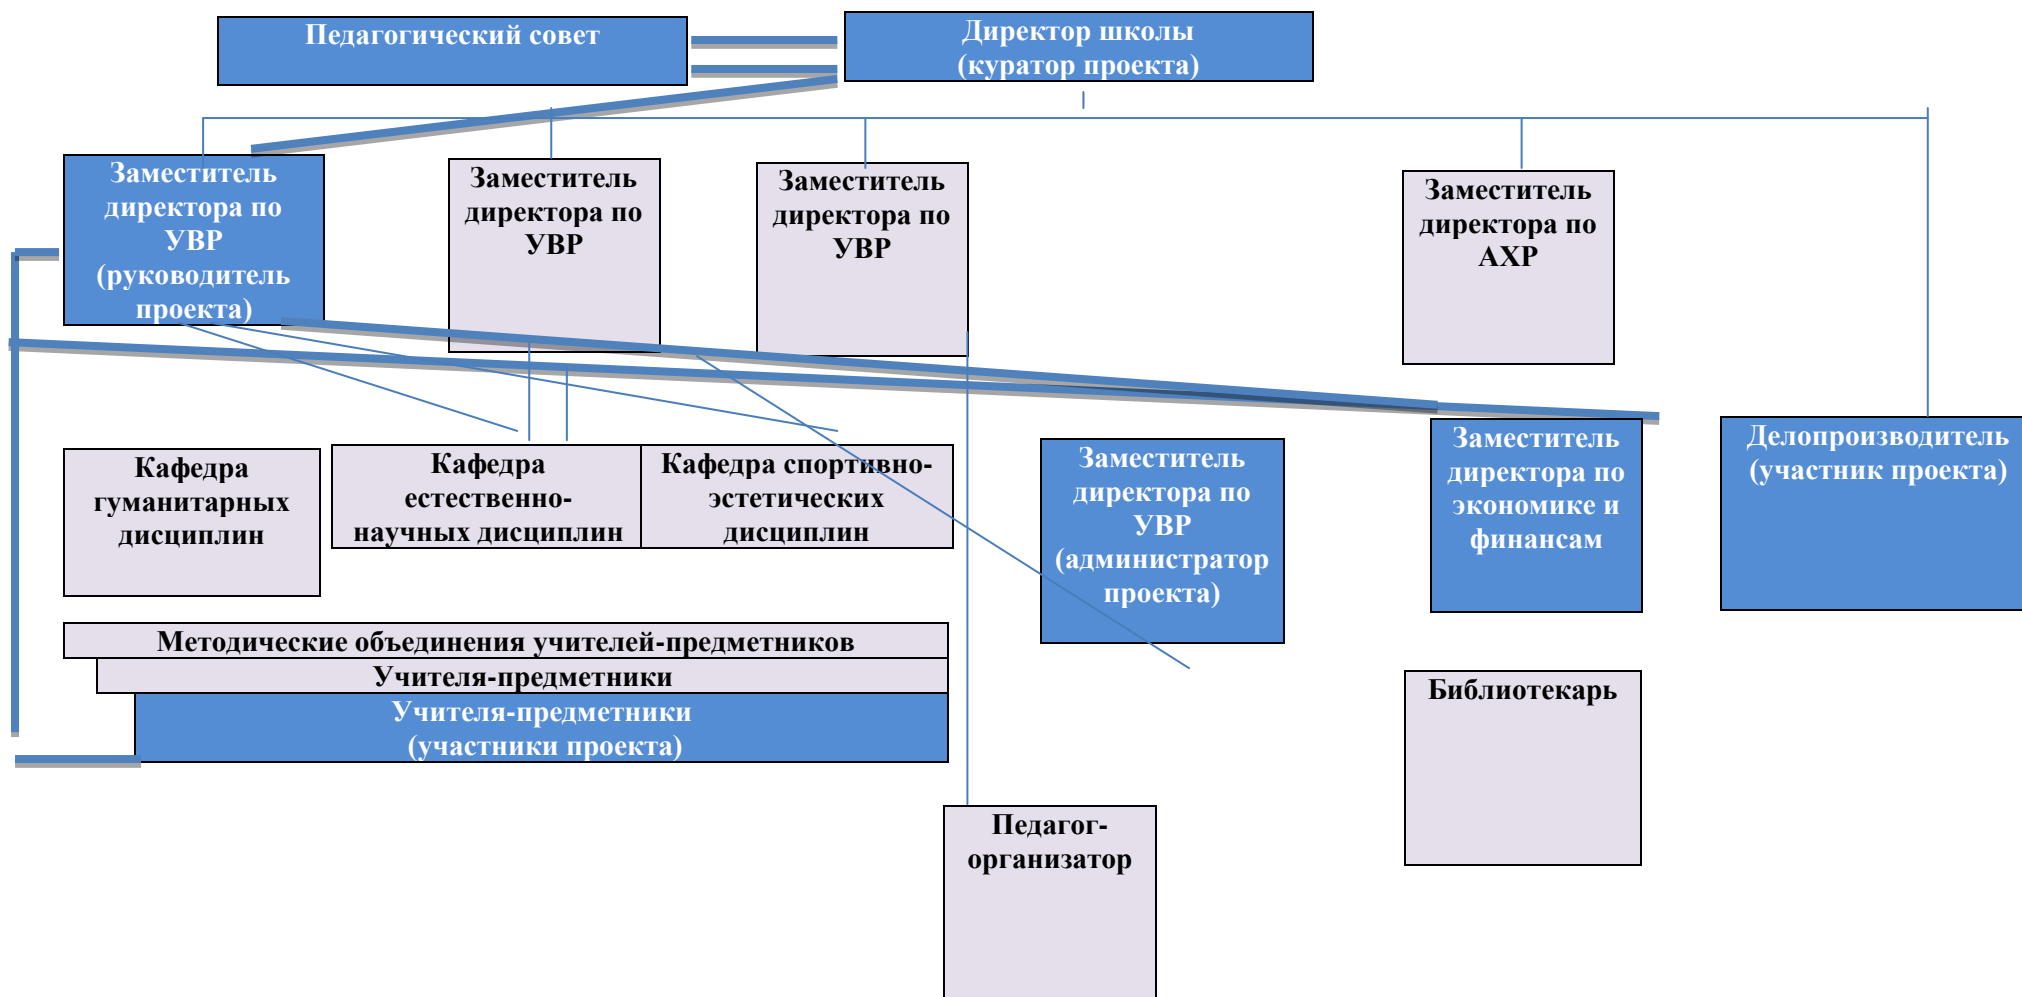 Педагогический совет
Директор школы
(куратор проекта)
Заместитель
директора по
УВР
(руководитель
проекта)
Заместитель
директора по
УВР
Заместитель
директора по
УВР
Заместитель
директора по
АХР
Кафедра
гуманитарных
дисциплин
Кафедра
естественно-
научных дисциплин
Кафедра спортивно-
эстетических
дисциплин
Заместитель
директора по
УВР
(администратор
проекта)
Заместитель
директора по
экономике и
финансам
Делопроизводитель
(участник проекта)
Методические объединения учителей-предметников
Учителя-предметники
Учителя-предметники
(участники проекта)
Библиотекарь
Педагог-
организатор